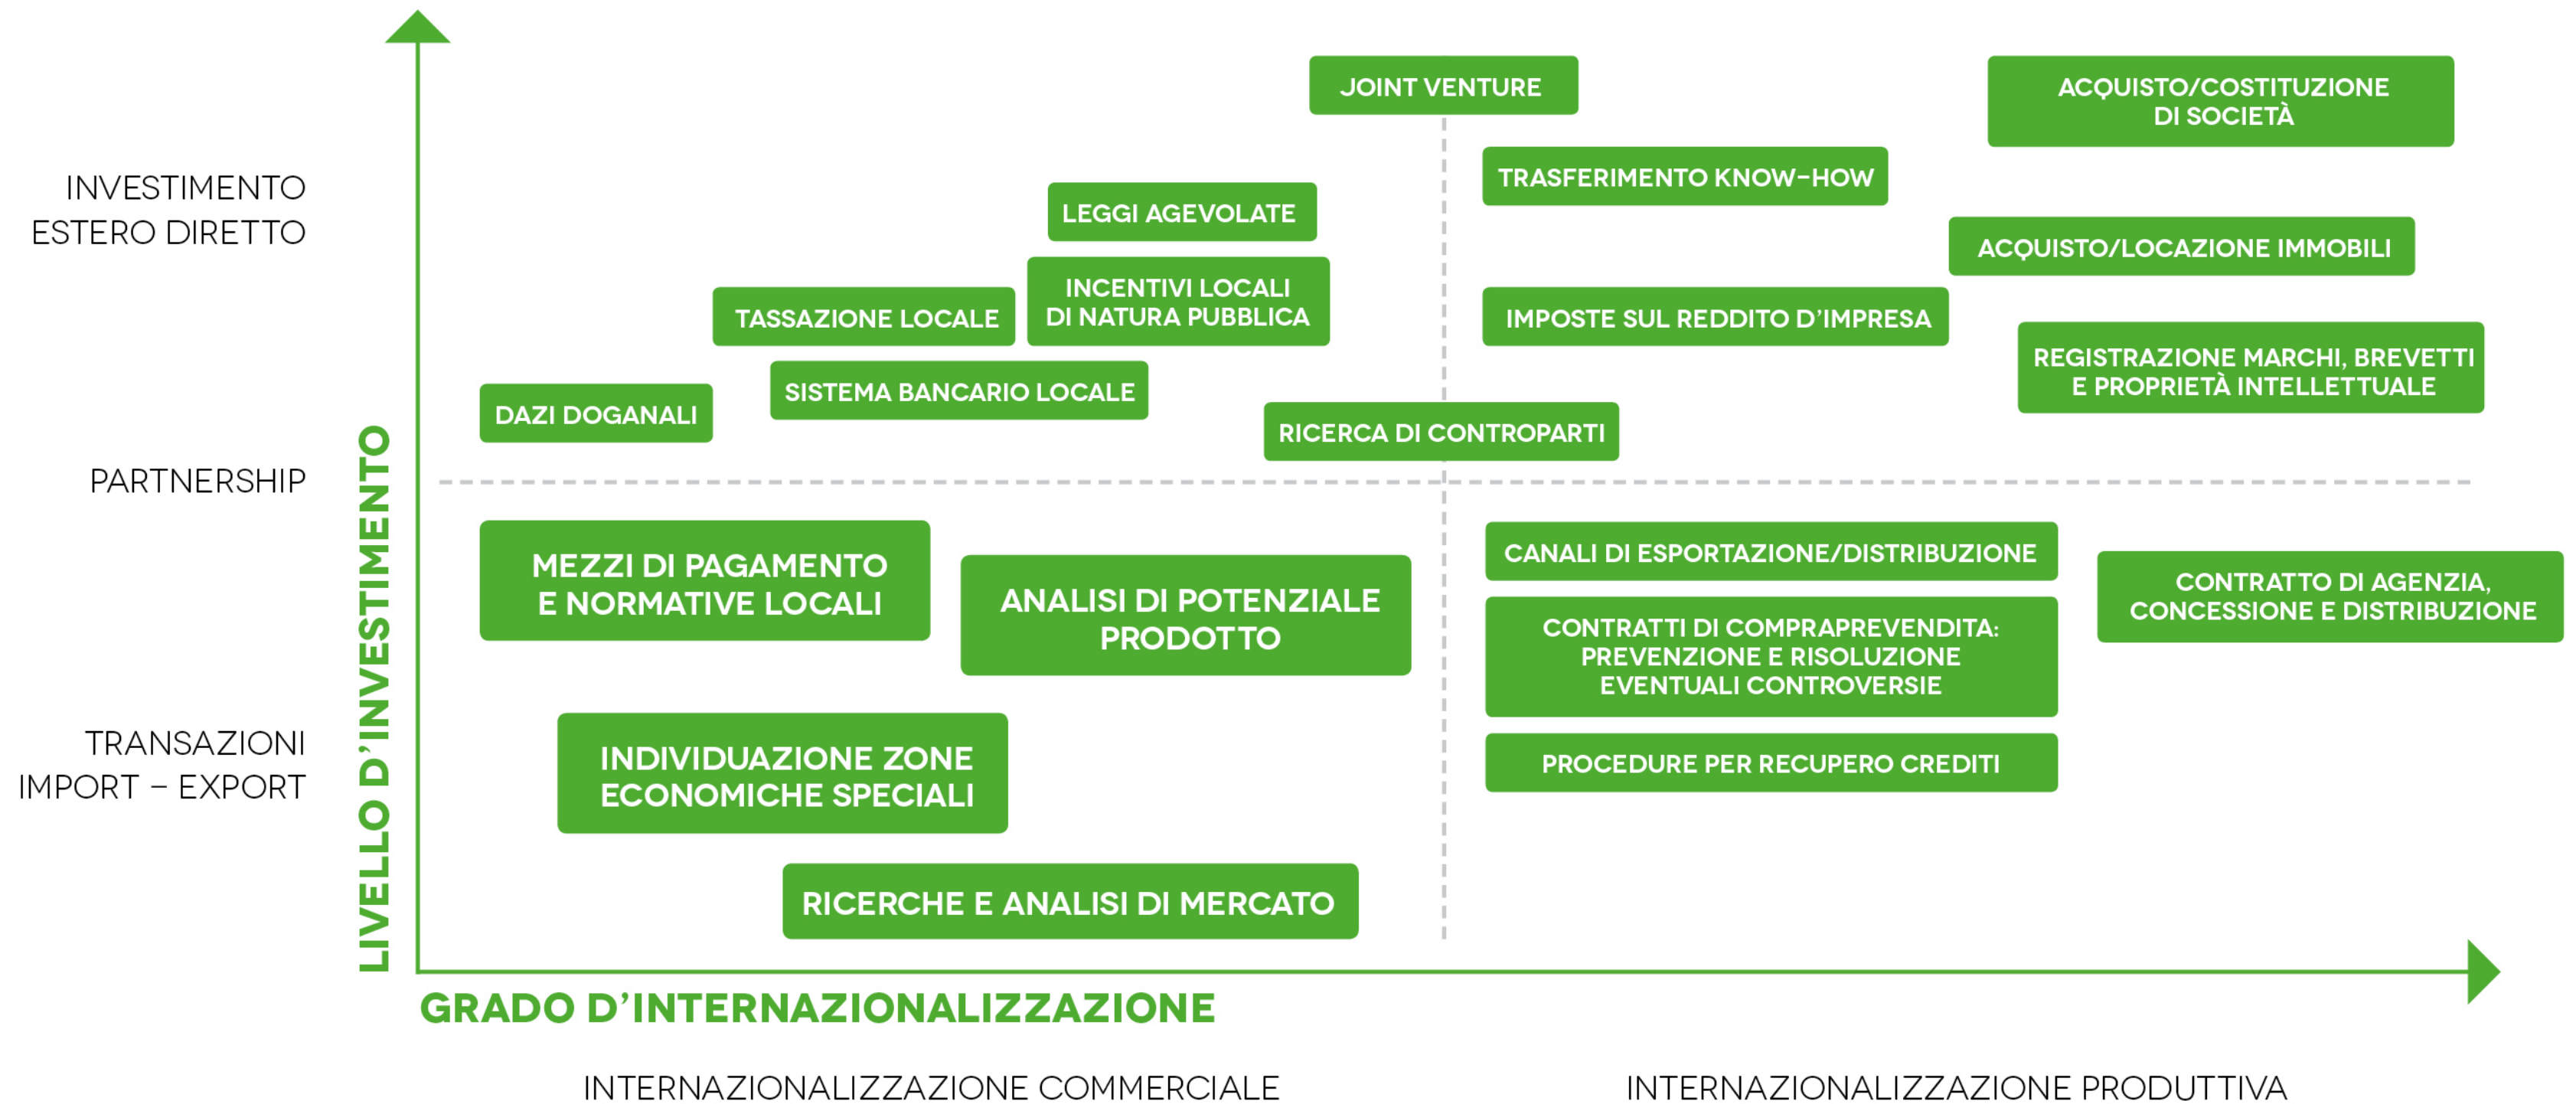 JOINT VENTURE
ACQUISTO/COSTITUZIONE
DI SOCIETÀ
INVESTIMENTO
ESTERO DIRETTO
TRASFERIMENTO KNOW-HOW
LEGGI AGEVOLATE
ACQUISTO/LOCAZIONE IMMOBILI
INCENTIVI LOCALI
DI NATURA PUBBLICA
TASSAZIONE LOCALE
IMPOSTE SUL REDDITO D’IMPRESA
REGISTRAZIONE MARCHI, BREVETTI
E PROPRIETÀ INTELLETTUALE
SISTEMA BANCARIO LOCALE
DAZI DOGANALI
RICERCA DI CONTROPARTI
PARTNERSHIP
LIVELLO D’INVESTIMENTO
MEZZI DI PAGAMENTO
E NORMATIVE LOCALI
ANALISI DI POTENZIALE
PRODOTTO
CANALI DI ESPORTAZIONE/DISTRIBUZIONE
CONTRATTO DI AGENZIA,
CONCESSIONE E DISTRIBUZIONE
CONTRATTI DI COMPRAPREVENDITA:
PREVENZIONE E RISOLUZIONE
EVENTUALI CONTROVERSIE
TRANSAZIONI
IMPORT – EXPORT
INDIVIDUAZIONE ZONE
ECONOMICHE SPECIALI
PROCEDURE PER RECUPERO CREDITI
RICERCHE E ANALISI DI MERCATO
GRADO D’INTERNAZIONALIZZAZIONE
INTERNAZIONALIZZAZIONE COMMERCIALE
INTERNAZIONALIZZAZIONE PRODUTTIVA